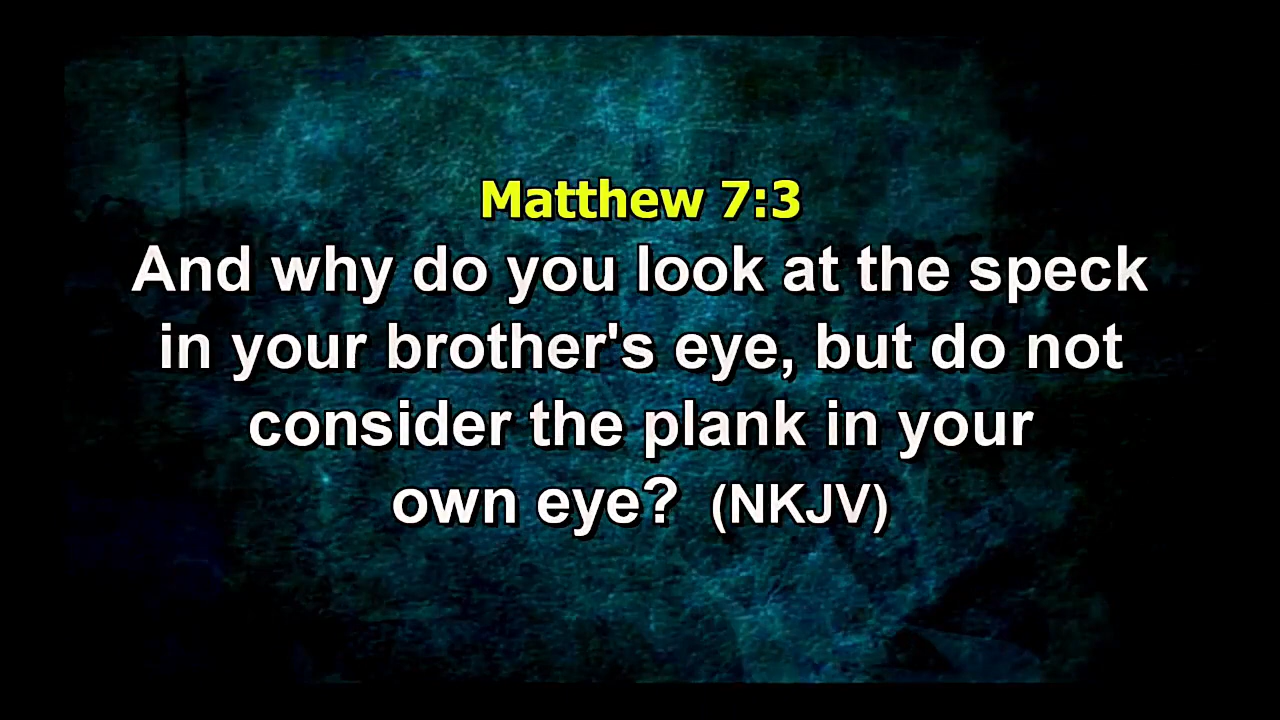 Matthew 7:3
And why do you look at the speck
in your brother's eye, but do not
consider the plank in your
own eye? (NKJV)